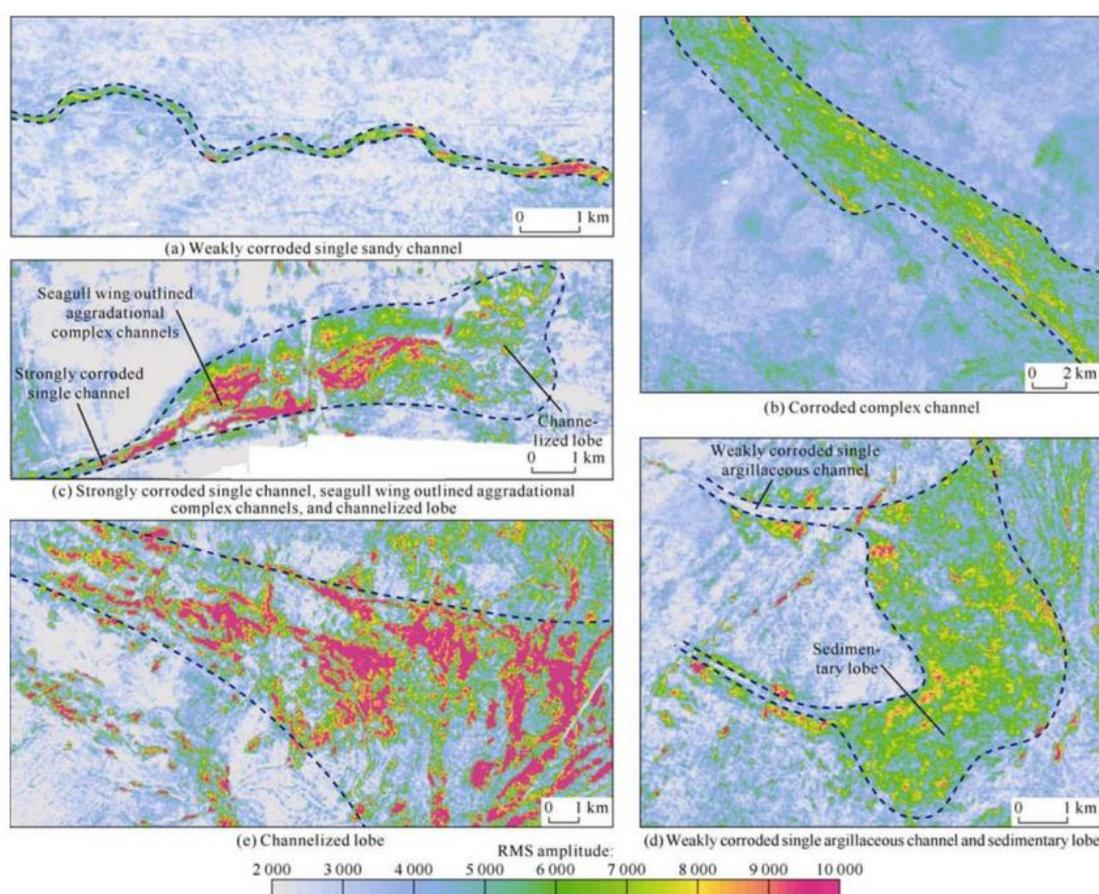 0 1 km
(a) Weakly corroded single sandy channel
0 2 km
(b) Corroded complex channel
Seagull wing outlined
aggradational
complex channels
Strongly corroded
single channel
Channe-
lized lobe
0 1 km
(c) Strongly corroded single channel, seagull wing outlined aggradational
complex channels, and channelized lobe
Weakly corroded single
argillaceous channel
Sedimen-
tary lobe
0 1 km
(d) Weakly corroded single argillaceous channel and sedimentary lobe
0 1 km
(e) Channelized lobe
RMS amplitude:
2 000 3 000 4 000 5 000 6 000 7 000 8 000 9 000 10 000